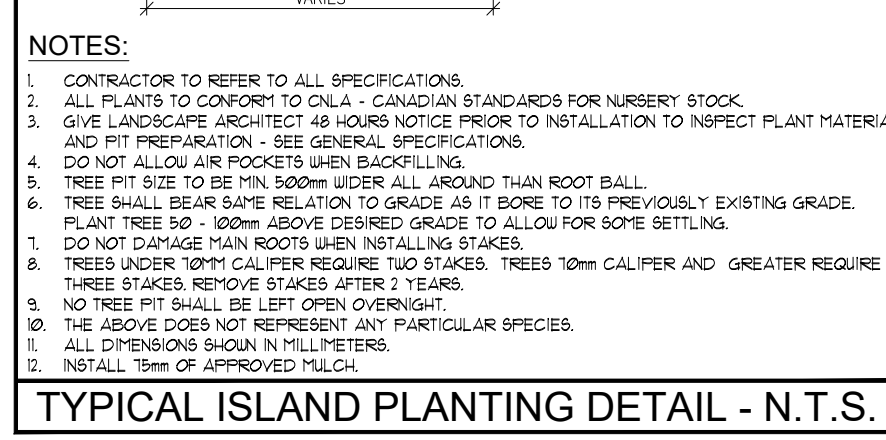 VARIES
NOTES:
1. CONTRACTOR TO REFER TO ALL SPECIFICATIONS.
2. ALL PLANTS TO CONFORM TO CNLA - CANADIAN STANDARDS FOR NURSERY STOCK.
3. GIVE LANDSCAPE ARCHITECT 48 HOURS NOTICE PRIOR TO INSTALLATION TO INSPECT PLANT MATERIA
AND PIT PREPARATION - SEE GENERAL SPECIFICATIONS.
4. DO NOT ALLOW AIR POCKETS WHEN BACKFILLING.
5. TREE PIT SIZE TO BE MIN. 500mm WIDER ALL AROUND THAN ROOT BALL.
6. TREE SHALL BEAR SAME RELATION TO GRADE AS IT BORE TO ITS PREVIOUSLY EXISTING GRADE.
PLANT TREE 50 - 100mm ABOVE DESIRED GRADE TO ALLOW FOR SOME SETTLING.
7. DO NOT DAMAGE MAIN ROOTS WHEN INSTALLING STAKES.
8. TREES UNDER 70MM CALIPER REQUIRE TWO STAKES. TREES 70mm CALIPER AND GREATER REQUIRE
THREE STAKES. REMOVE STAKES AFTER 2 YEARS.
9. NO TREE PIT SHALL BE LEFT OPEN OVERNIGHT.
10. THE ABOVE DOES NOT REPRESENT ANY PARTICULAR SPECIES.
11. ALL DIMENSIONS SHOWN IN MILLIMETERS.
12. INSTALL 75mm OF APPROVED MULCH.
TYPICAL ISLAND PLANTING DETAIL - N.T.S.